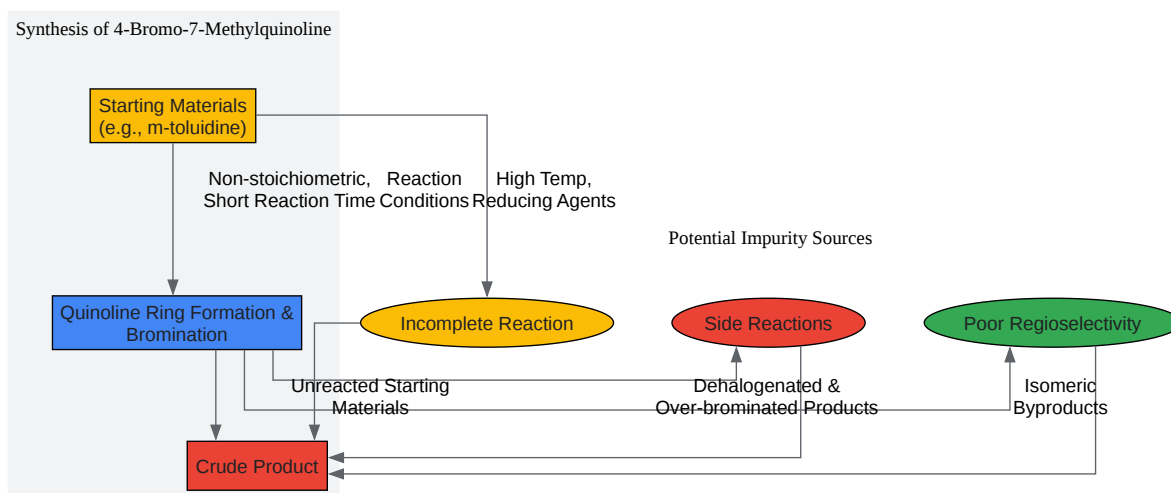 Synthesis of 4-Bromo-7-Methylquinoline
Starting Materials
(e.g., m-toluidine)
Non-stoichiometric,
Short Reaction Time
Reaction
Conditions
High Temp,
Reducing Agents
Potential Impurity Sources
Quinoline Ring Formation &
Bromination
Incomplete Reaction
Side Reactions
Poor Regioselectivity
Unreacted Starting
Materials
Dehalogenated &
Over-brominated Products
Isomeric
Byproducts
Crude Product